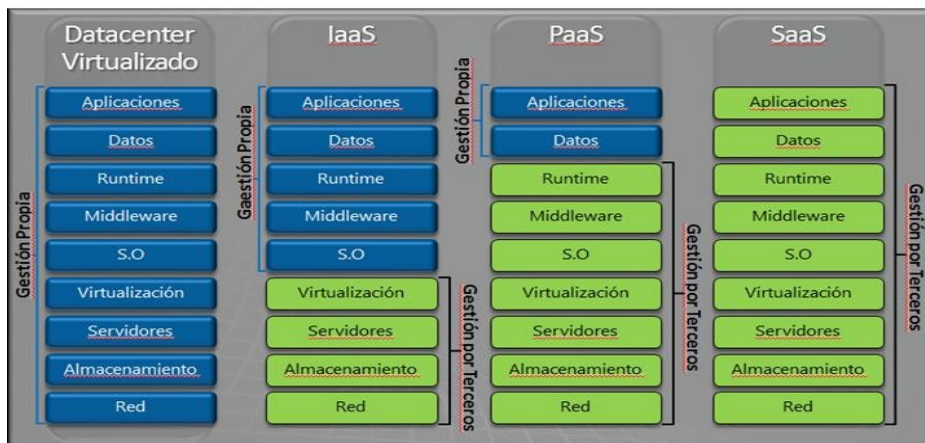 Datacenter
Virtualizado
Gestión Propia
Aplicaciones
Datos
Runtime
Middleware
S.O
Virtualización
Servidores
Almacenamiento
Red
IaaS
Gaestión Propia
Aplicaciones
Datos
Runtime
Middleware
S.O
Virtualización
Servidores
Almacenamiento
Red
Gestión por Terceros
PaaS
Gestión Propia
Aplicaciones
Datos
Runtime
Middleware
S.O
Virtualización
Servidores
Almacenamiento
Red
Gestión por Terceros
SaaS
Aplicaciones
Datos
Runtime
Middleware
S.O
Virtualización
Servidores
Almacenamiento
Red
Gestión por Terceros